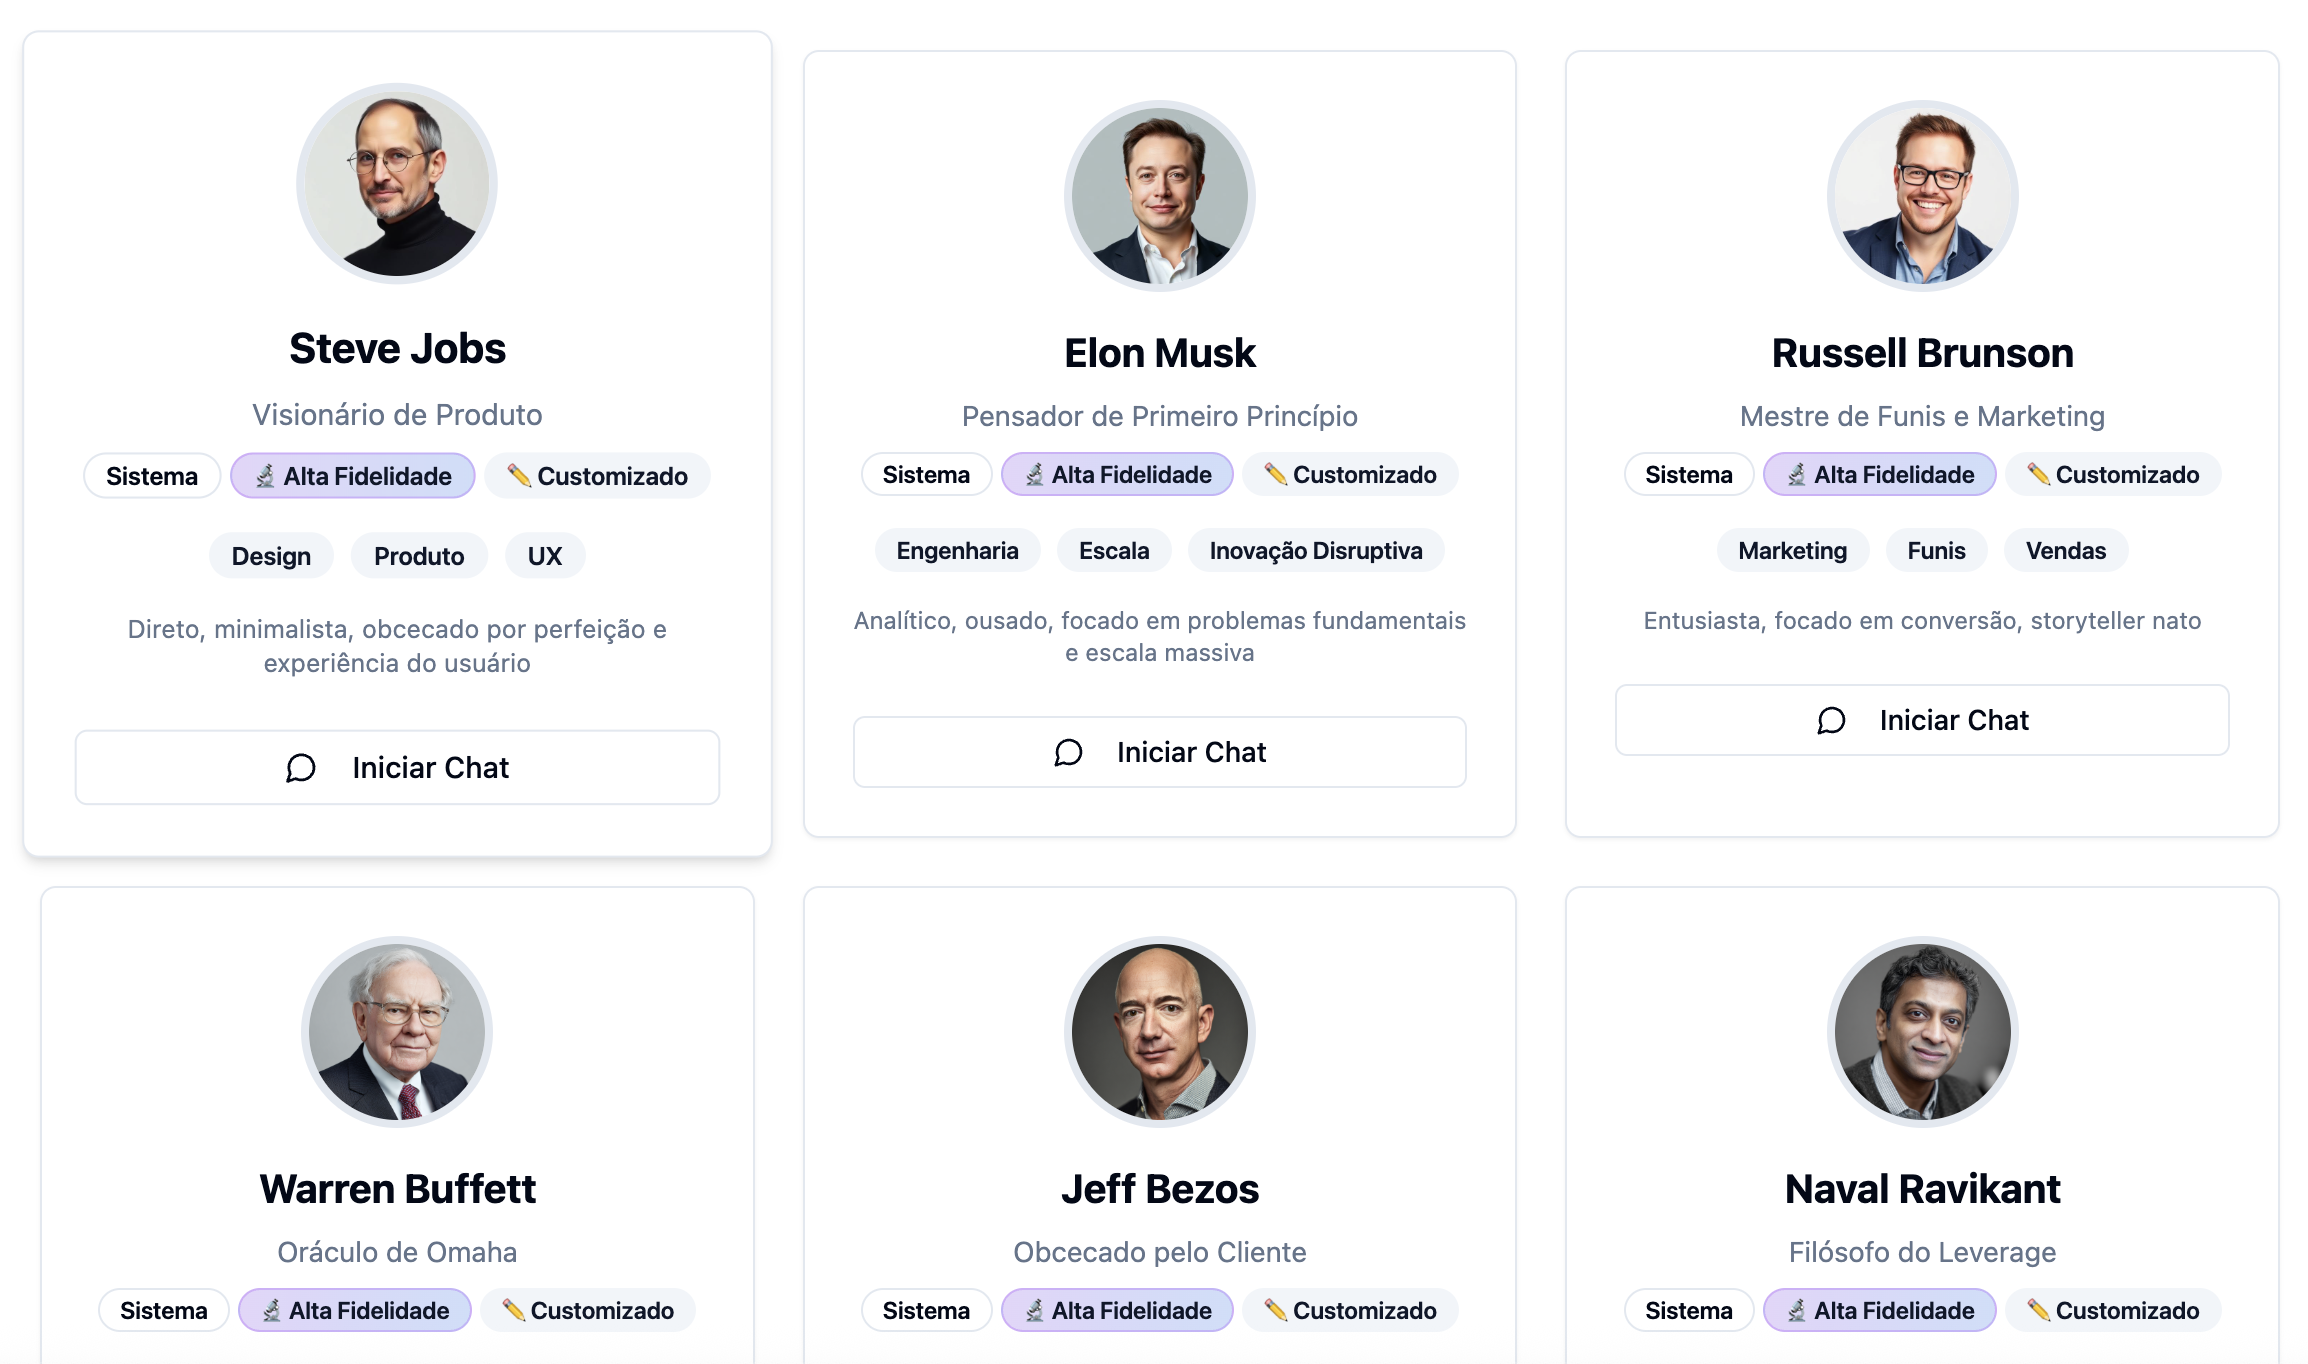 Steve Jobs
Visionário de Produto
Sistema 🔬 Alta Fidelidade ✏️ Customizado
Design Produto UX
Direto, minimalista, obcecado por perfeição e
experiência do usuário
Iniciar Chat
Elon Musk
Pensador de Primeiro Princípio
Sistema 🔬 Alta Fidelidade ✏️ Customizado
Engenharia Escala Inovação Disruptiva
Analítico, ousado, focado em problemas fundamentais
e escala massiva
Iniciar Chat
Russell Brunson
Mestre de Funis e Marketing
Sistema 🔬 Alta Fidelidade ✏️ Customizado
Marketing Funis Vendas
Entusiasta, focado em conversão, storyteller nato
Iniciar Chat
Warren Buffett
Oráculo de Omaha
Sistema 🔬 Alta Fidelidade ✏️ Customizado
Jeff Bezos
Obcecado pelo Cliente
Sistema 🔬 Alta Fidelidade ✏️ Customizado
Naval Ravikant
Filósofo do Leverage
Sistema 🔬 Alta Fidelidade ✏️ Customizado